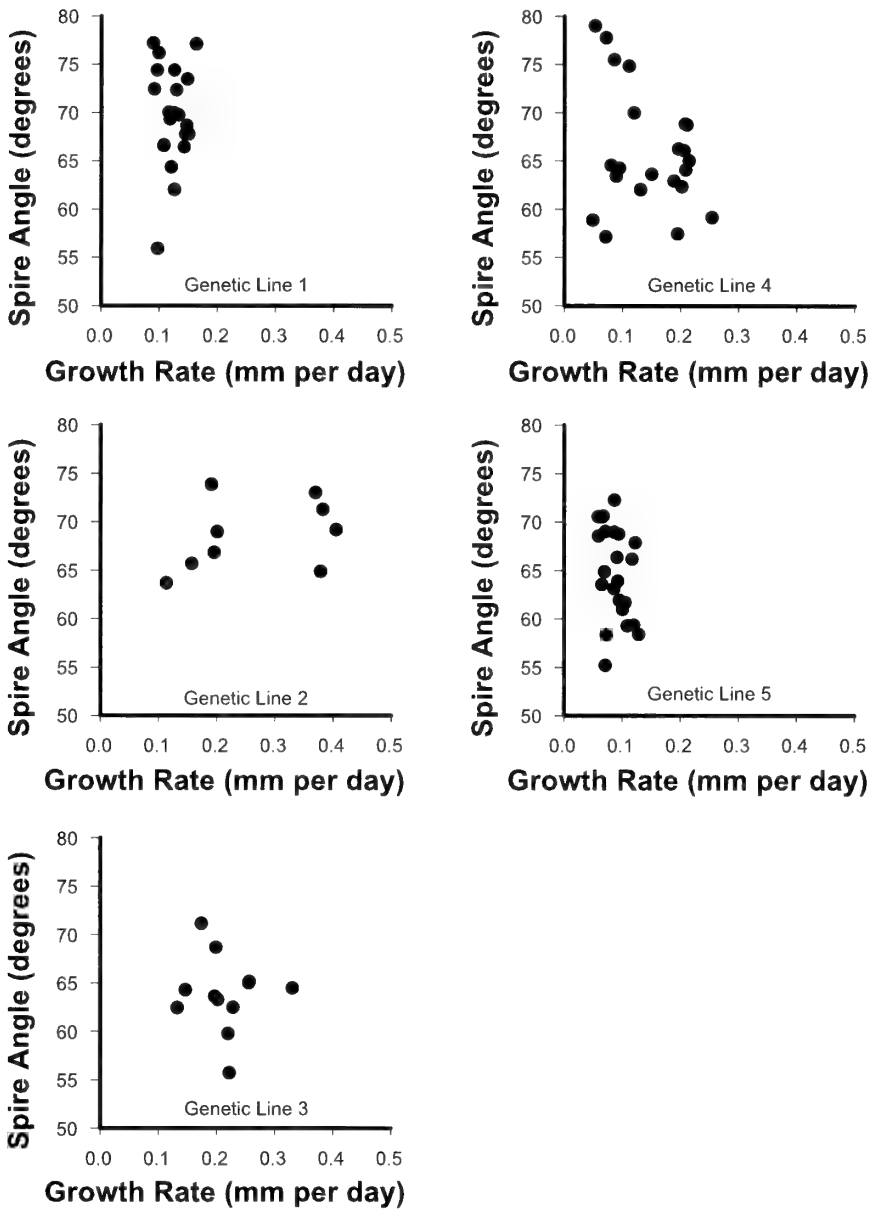 Spire Angle (degrees)
80
75
70
65
60
55
50
Genetic Line 1
0.0 0.1 0.2 0.3 0.4 0.5
Growth Rate (mm per day)
Spire Angle (degrees)
80
75
70
65
60
55
50
Genetic Line 4
0.0 0.1 0.2 0.3 0.4 0.5
Growth Rate (mm per day)
Spire Angle (degrees)
80
75
70
65
60
55
50
Genetic Line 2
0.0 0.1 0.2 0.3 0.4 0.5
Growth Rate (mm per day)
Spire Angle (degrees)
80
75
70
65
60
55
50
Genetic Line 5
0.0 0.1 0.2 0.3 0.4 0.5
Growth Rate (mm per day)
Spire Angle (degrees)
80
75
70
65
60
55
50
Genetic Line 3
0.0 0.1 0.2 0.3 0.4 0.5
Growth Rate (mm per day)